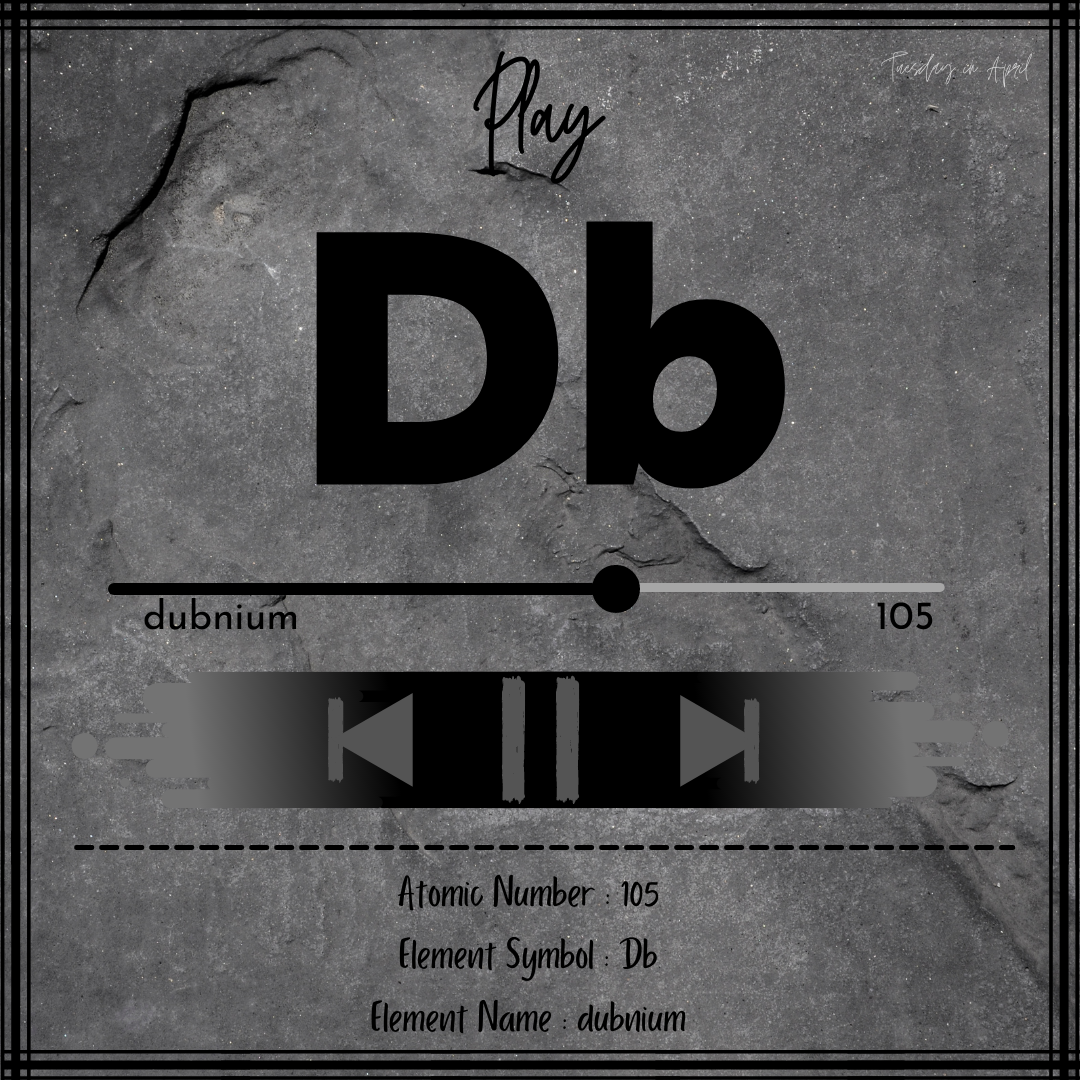 Tuesday in April
Play
Db
dubnium 105
Atomic Number : 105
Element Symbol : Db
Element Name : dubnium